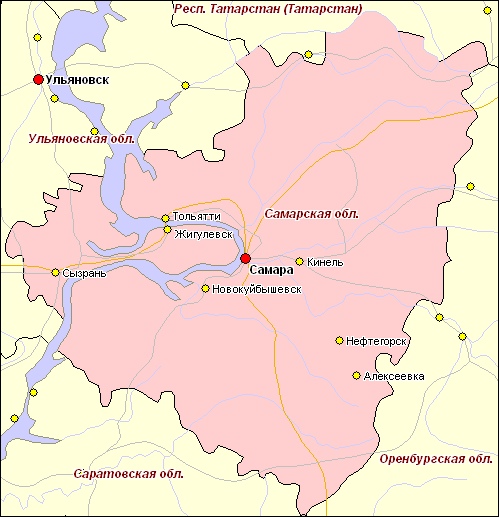 Респ. Татарстан (Татарстан)
Ульяновск
Ульяновская обл.
Тольятти
Самарская обл.
Жигулевск
Кинель
Самара
Сызрань
Новокуйбышевск
Нефтегорск
Алексеевка
Оренбургская обл.
Саратовская обл.